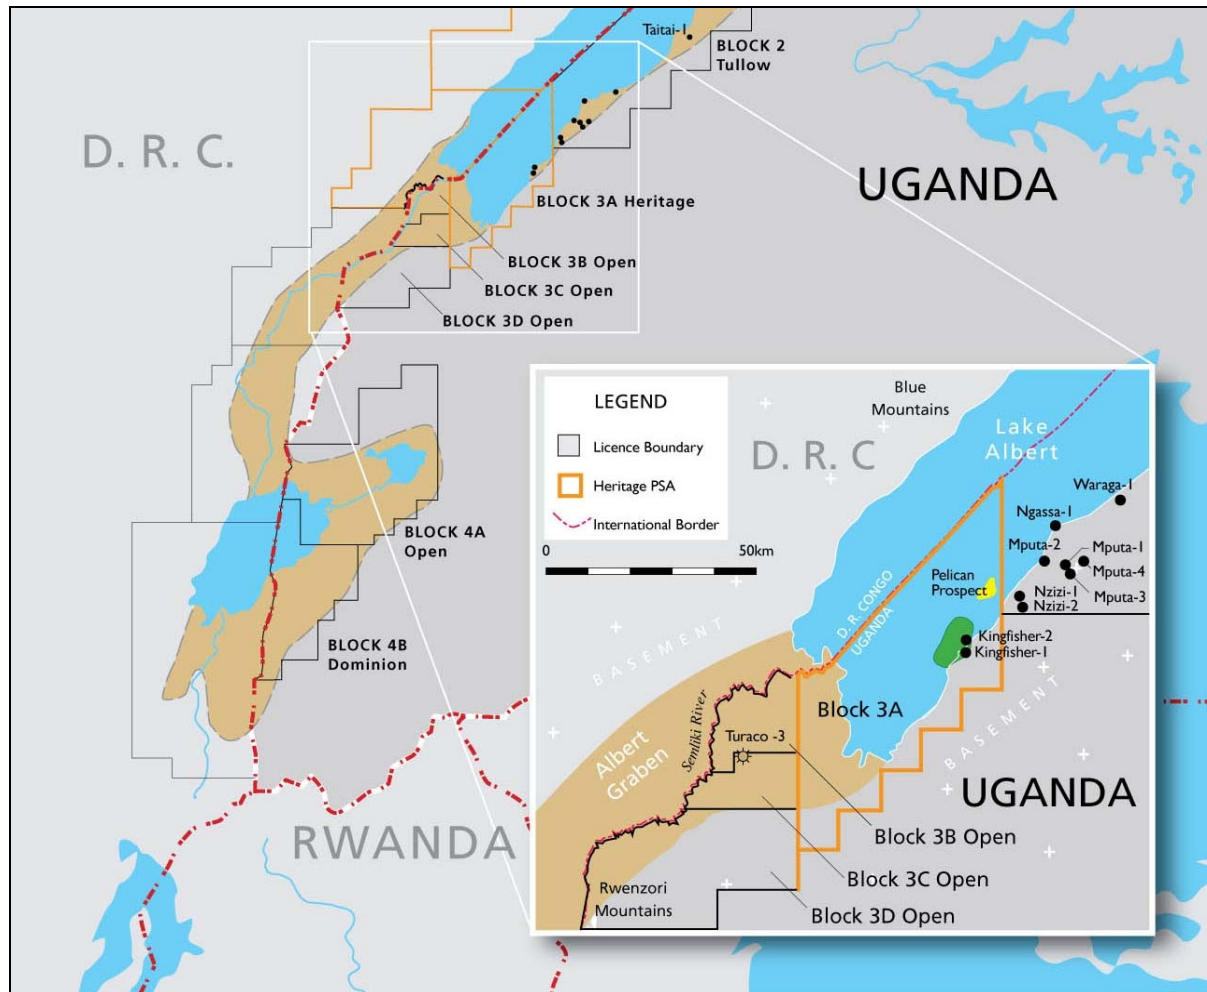 Taitai-1
BLOCK 2
Tullow
D. R. C.
UGANDA
BLOCK 3A Heritage
BLOCK 3B Open
BLOCK 3C Open
BLOCK 3D Open
BLOCK 4A
Open
BLOCK 4B
Dominion
RWANDA
LEGEND
Licence Boundary
Heritage PSA
International Border
0
50km
Blue
Mountains
D. R. C
Lake
Albert
Waraga-1
Ngassa-1
Mputa-2
Mputa-1
Mputa-4
Mputa-3
Pelican
Prospect
Nzizi-1
Nzizi-2
D. R. CONGO
UGANDA
Kingfisher-2
Kingfisher-1
BASEMENT
BASEMENT
Block 3A
Semliki River
Turaco -3
Albert
Graben
UGANDA
Block 3B Open
Block 3C Open
Block 3D Open
Rwenzori
Mountains